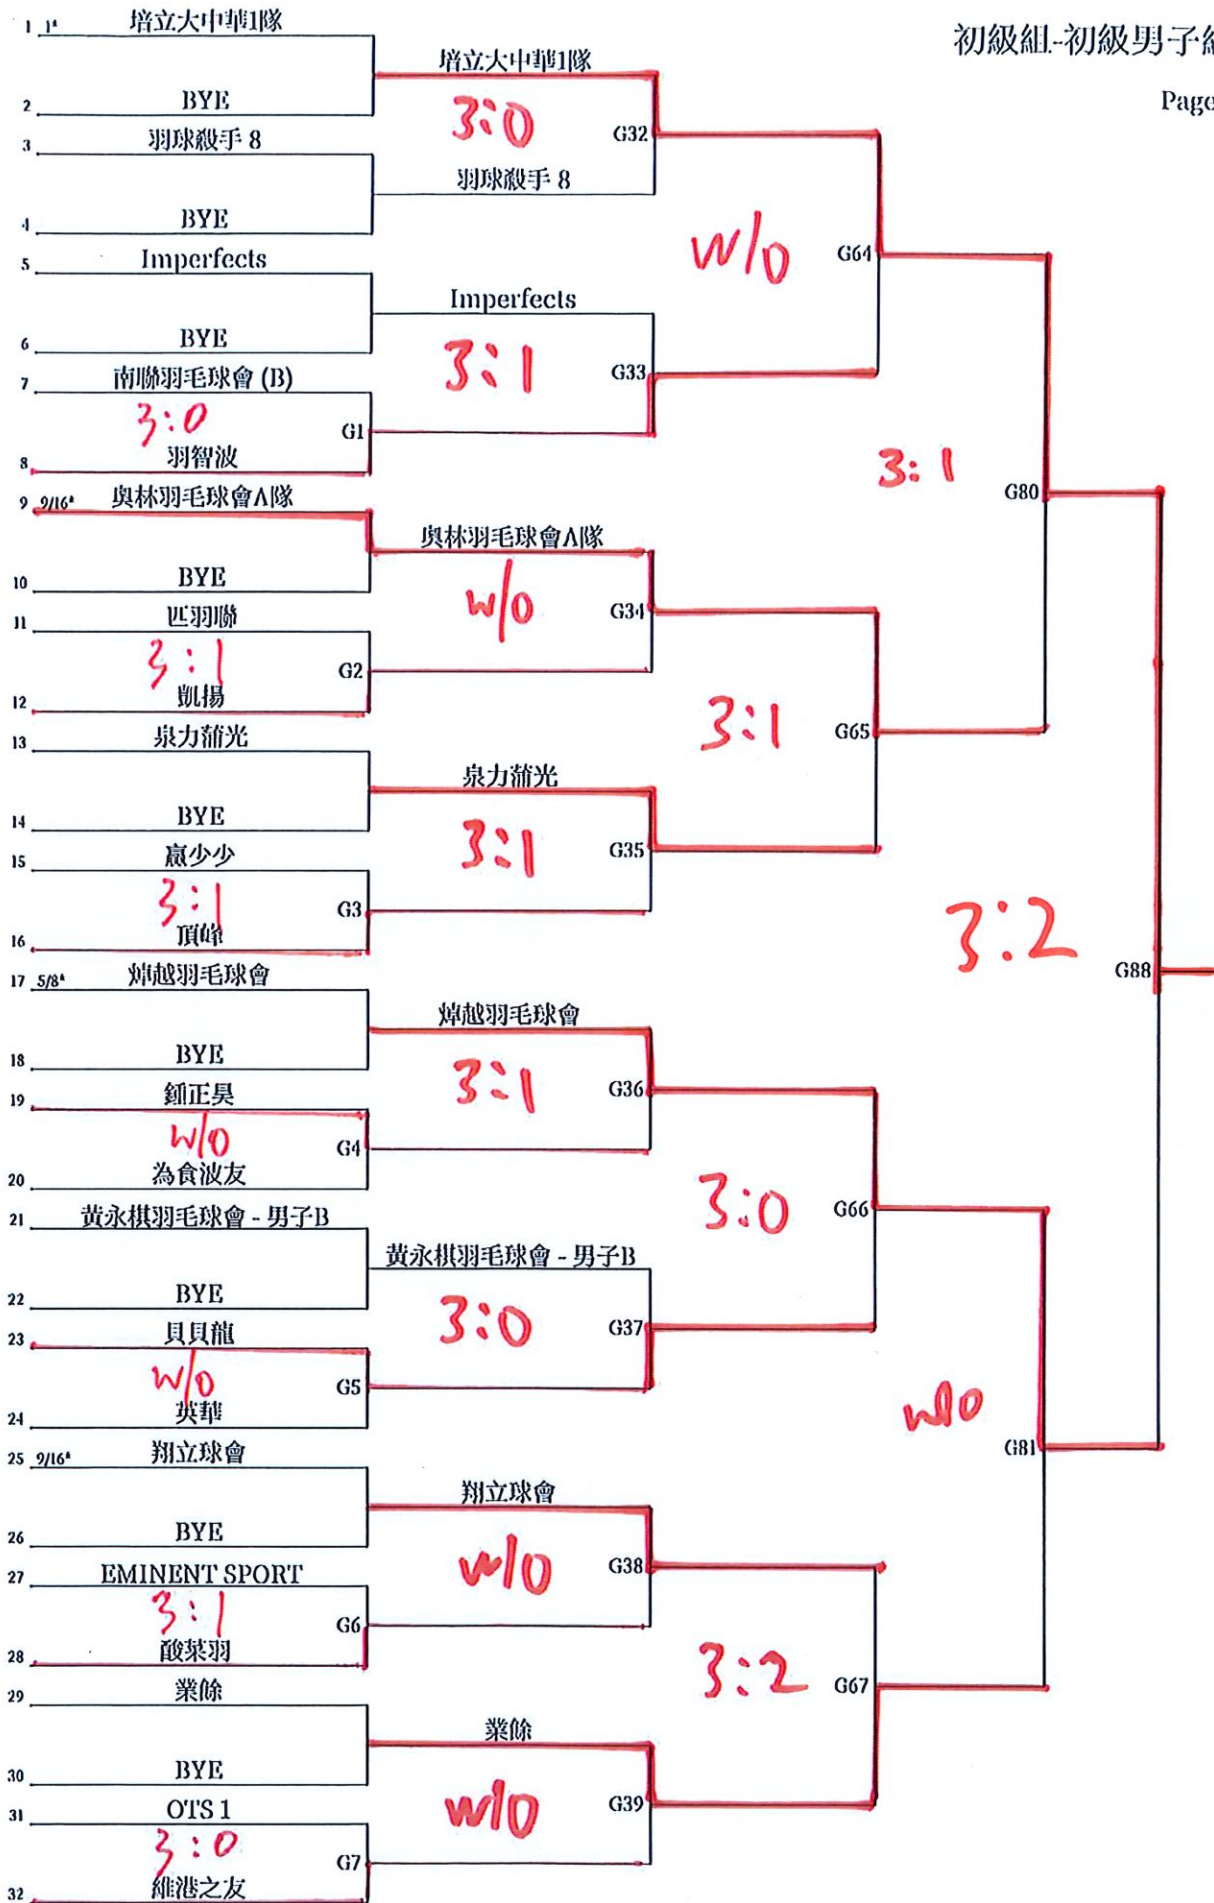 初級組-初級男子組
Page
1 1* 培立大中華1隊
2 BYE
3 羽球殺手 8
4 BYE
5 Imperfects
6 BYE
7 南聯羽毛球會 (B)
3:0
G1
8 羽智波
9 9/16* 奧林羽毛球會A隊
10 BYE
11 匹羽聯
3:1
G2
12 凱揚
13 泉力蒲光
14 BYE
15 贏少少
3:1
G3
16 頂峰
17 5/8* 焯越羽毛球會
18 BYE
19 鍾正昊
W/0
G4
20 為食波友
21 黃永棋羽毛球會 - 男子B
22 BYE
23 貝貝龍
W/0
G5
24 英華
25 9/16* 翔立球會
26 BYE
27 EMINENT SPORT
3:1
G6
28 酸菜羽
29 業餘
30 BYE
31 OTS 1
3:0
G7
32 維港之友
培立大中華1隊
3:0
G32
羽球殺手 8
Imperfects
3:1
G33
奧林羽毛球會A隊
W/0
G34
泉力蒲光
3:1
G35
焯越羽毛球會
3:1
G36
黃永棋羽毛球會 - 男子B
3:0
G37
翔立球會
W/0
G38
業餘
W/0
G39
W/0
G64
3:1
G65
3:0
G66
3:2
G67
3:1
G80
W/0
G81
3:2
G88